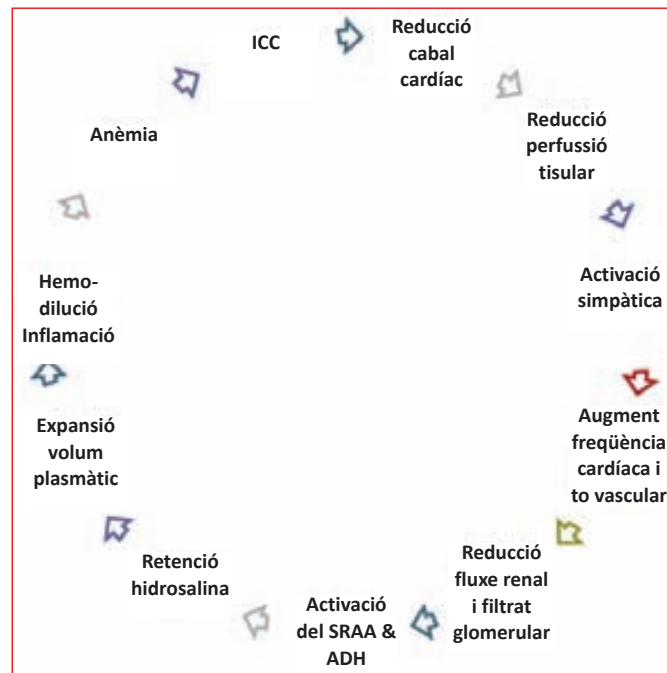 ICC
Reducció
cabal
cardíac
Reducció
perfussió
tisular
Activació
simpàtica
Augment
freqüència
cardíaca i
to vascular
Reducció
fluxe renal
i filtrat
glomerular
Activació
del SRAA &
ADH
Retenció
hidrosalina
Expansió
volum
plasmàtic
Hemo-
dilució
Inflamació
Anèmia